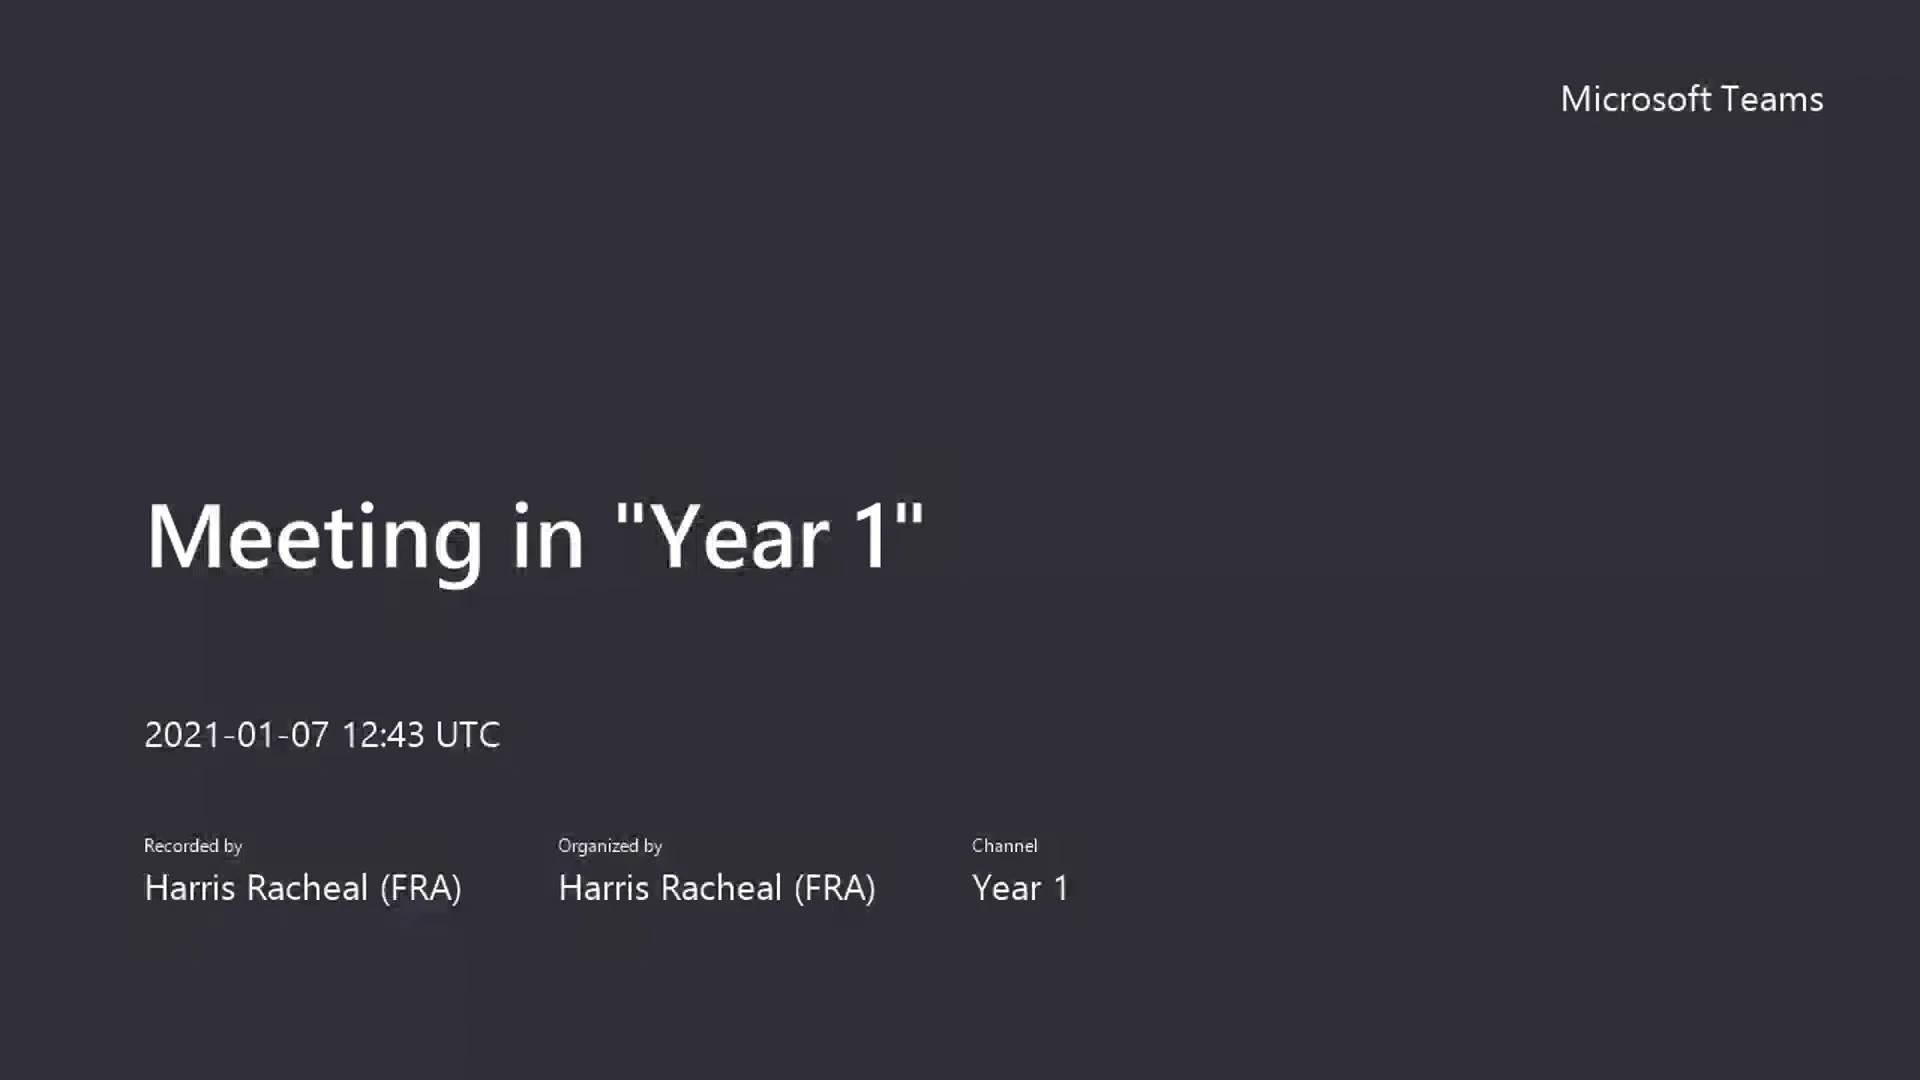 Microsoft Teams
Meeting in "Year 1"
2021-01-07 12:43 UTC
Recorded by
Harris Racheal (FRA)
Organized by
Harris Racheal (FRA)
Channel
Year 1